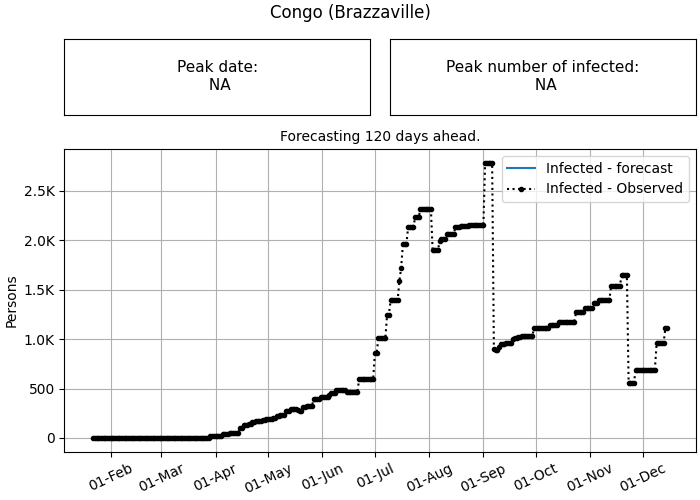 Congo (Brazzaville)
Peak date:
NA
Peak number of infected:
NA
Forecasting 120 days ahead.
Infected - forecast
Infected - Observed
2.5K
2.0K
1.5K
1.0K
500
0
Persons
01-Feb
01-Mar
01-Apr
01-May
01-Jun
01-Jul
01-Aug
01-Sep
01-Oct
01-Nov
01-Dec